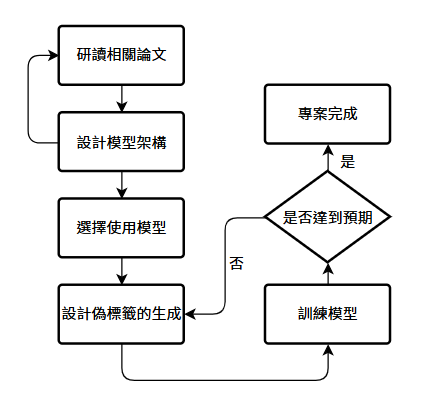 研讀相關論文
設計模型架構
選擇使用模型
設計偽標籤的生成
訓練模型
是否達到預期
否
是
專案完成